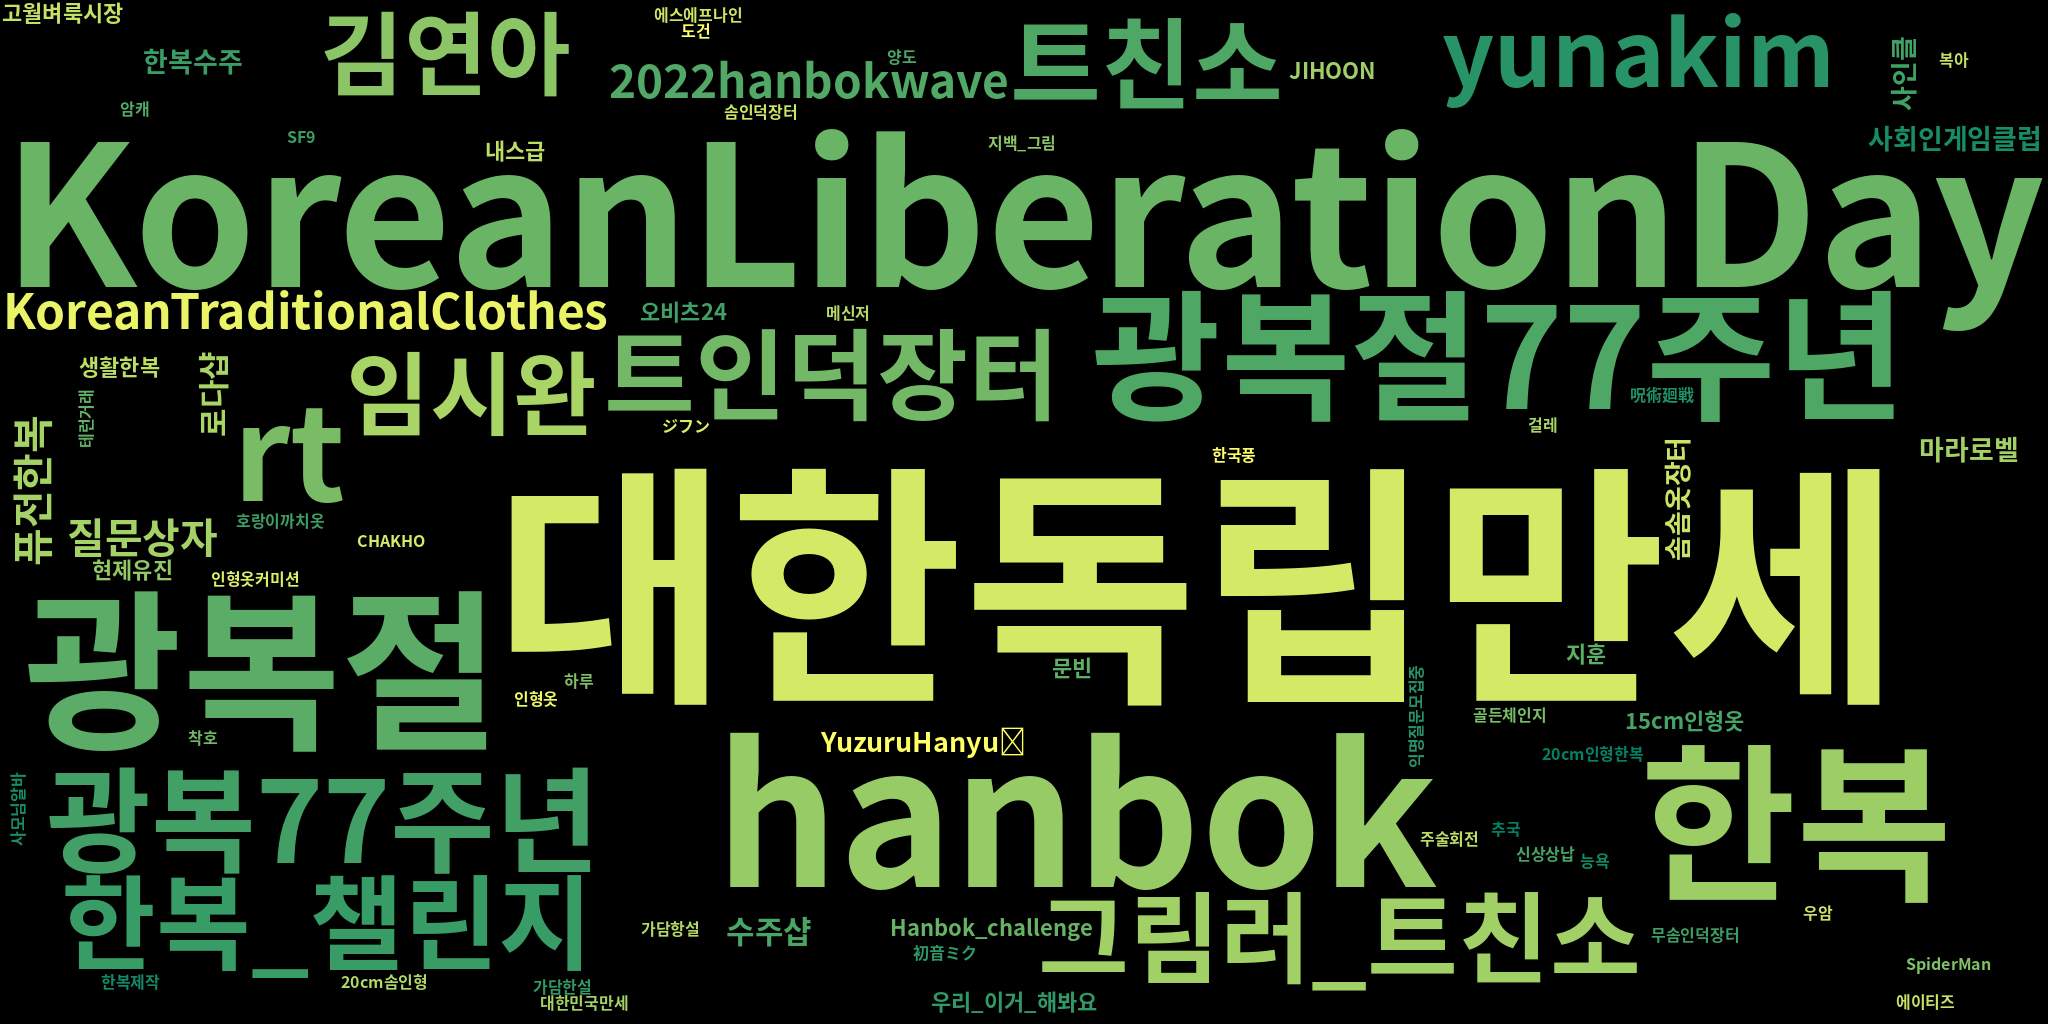 고월벼룩시장
에스에프나인
도건
김연아
트친소
yunakim
한복수주
양도
2022hanbokwave
JIHOON
사인클
복아
암캐
솜인덕장터
SF9
내스급
지백_그림
사회인게임클럽
KoreanLiberationDay
KoreanTraditionalClothes
오비츠24
메신저
광복절77주년
생활한복
로다샵
임시완
트인덕장터
테런거래
呪術廻戦
rt
ジフン
걸레
퓨전한복
한국풍
솜솜옷장터
마라로벨
대한독립만세
질문상자
호랑이까치옷
CHAKHO
현제유진
인형옷커미션
광복절
문빈
지훈
하루
인형옷
익명질문모집중
골든체인지
15cm인형옷
착호
YuzuruHanyu
20cm인형한복
hanbok
한복
사모님알바
광복77주년
주술회전
츠국
신상상납
능욕
한복_챌린지
가담항설
수주샵
Hanbok_challenge
그림러_트친소
우암
初音ミク
무솜인덕장터
SpiderMan
한복제작
20cm솜인형
가담한설
대한민국만세
우리_이거_해봐요
에이티즈